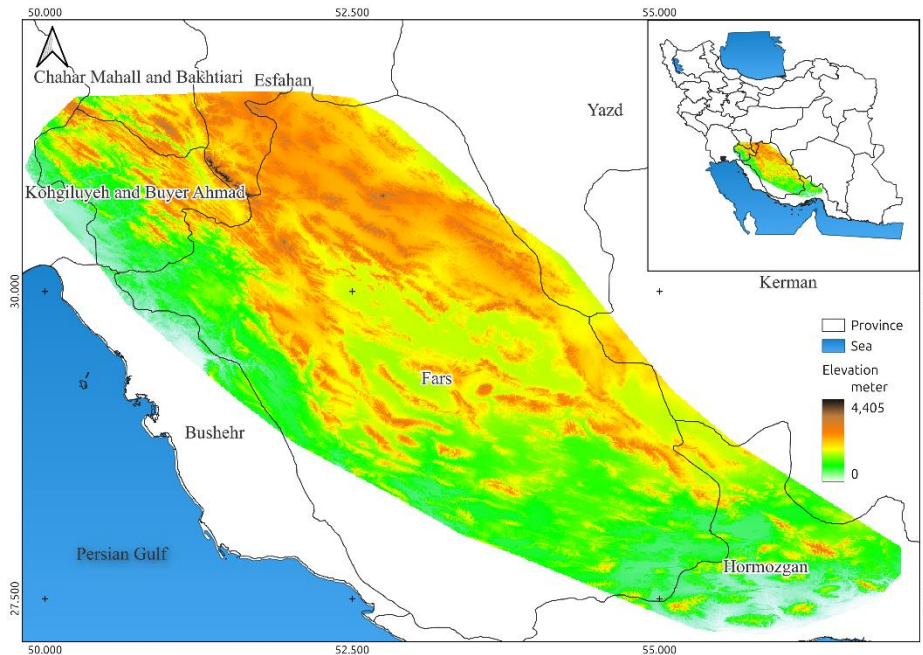 50.000
52.500
55.000
Chahar Mahall and Bakhtiari
Esfahan
Yazd
Kohgiluyeh and Buyer Ahmad
Kerman
30.000
Province
Sea
Elevation
meter
4,405
0
Fars
Bushehr
Persian Gulf
Hormozgan
27.500
50.000
52.500
55.000